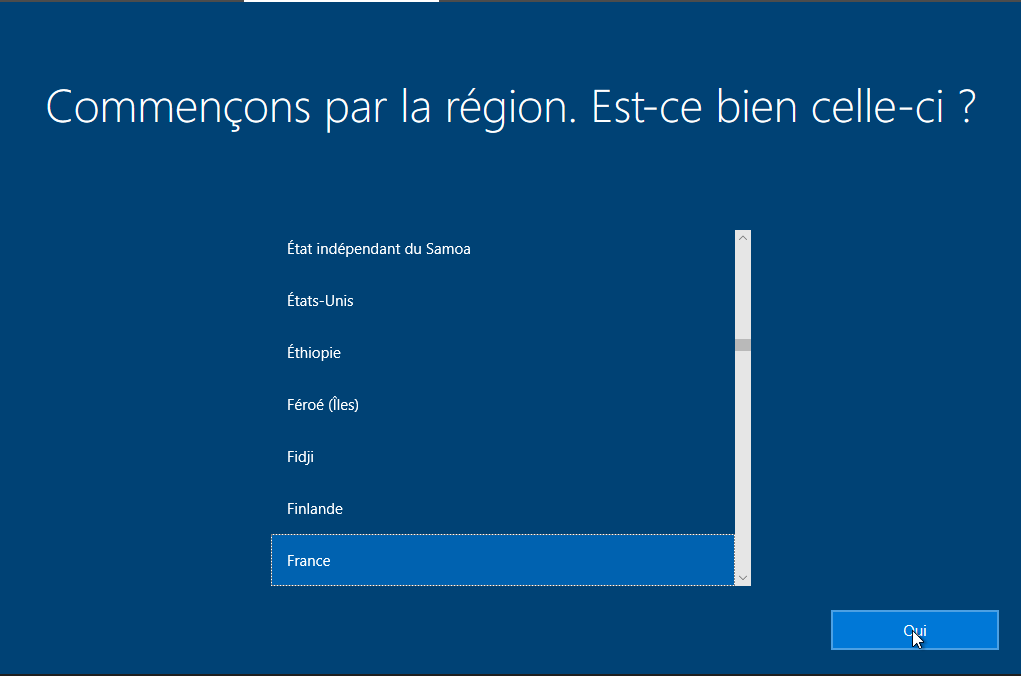 Commençons par la région. Est-ce bien celle-ci ?
État indépendant du Samoa
États-Unis
Éthiopie
Féroé (Îles)
Fidji
Finlande
France
Oui